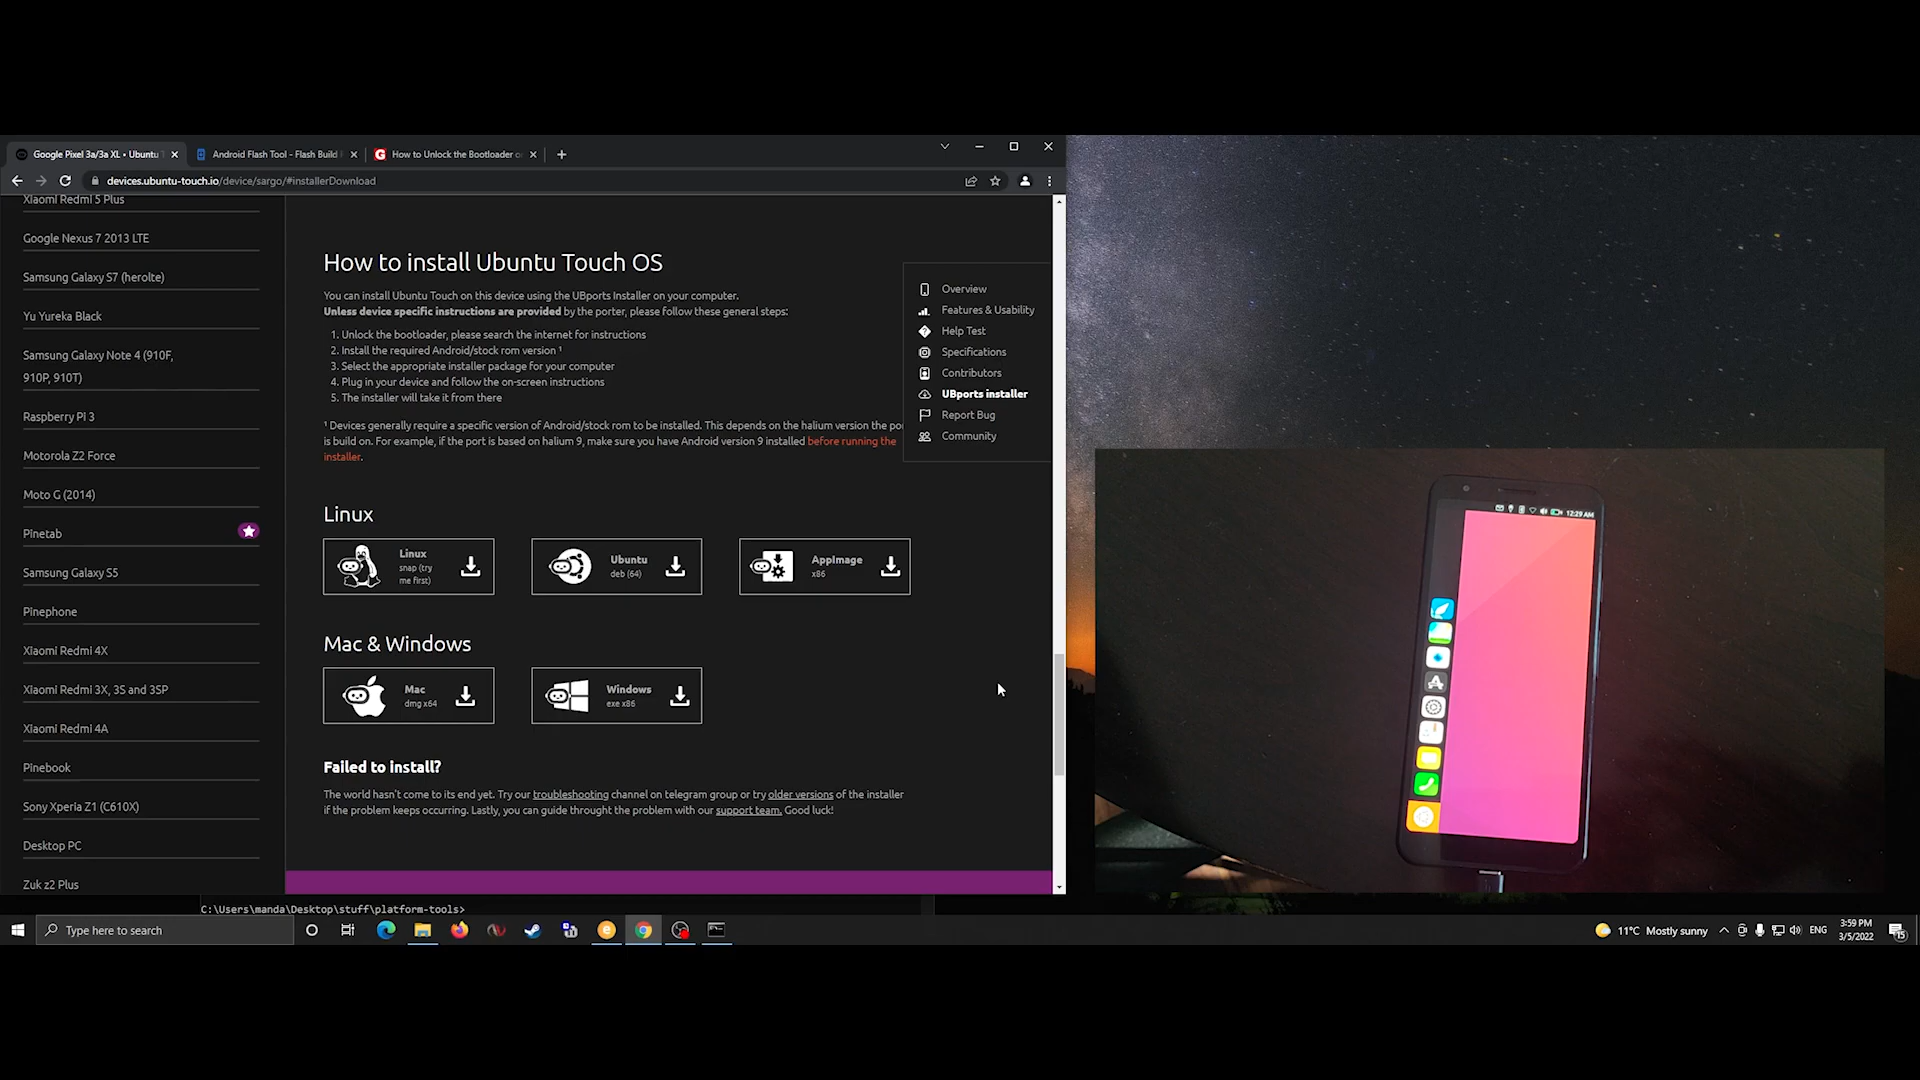 Google Pixel 3a/3a XL • Ubuntu T
Android Flash Tool - Flash Build F
How to Unlock the Bootloader o
devices.ubuntu-touch.io/device/sargo/#installerDownload
Xiaomi Redmi 5 Plus
Google Nexus 7 2013 LTE
Samsung Galaxy S7 (herolte)
Yu Yureka Black
Samsung Galaxy Note 4 (910F,
910P, 910T)
Raspberry Pi 3
Motorola Z2 Force
Moto G (2014)
Pinetab
Samsung Galaxy S5
Pinephone
Xiaomi Redmi 4X
Xiaomi Redmi 3X, 3S and 3SP
Xiaomi Redmi 4A
Pinebook
Sony Xperia Z1 (C610X)
Desktop PC
Zuk z2 Plus
How to install Ubuntu Touch OS
You can install Ubuntu Touch on this device using the UBports Installer on your computer.
Unless device specific instructions are provided by the porter, please follow these general steps:
1. Unlock the bootloader, please search the internet for instructions
2. Install the required Android/stock rom version ¹
3. Select the appropriate installer package for your computer
4. Plug in your device and follow the on-screen instructions
5. The installer will take it from there
¹ Devices generally require a specific version of Android/stock rom to be installed. This depends on the halium version the por
is build on. For example, if the port is based on halium 9, make sure you have Android version 9 installed before running the
installer.
Overview
Features & Usability
Help Test
Specifications
Contributors
UBports installer
Report Bug
Community
Linux
Linux
snap (try
me first)
Ubuntu
deb (64)
AppImage
x86
Mac & Windows
Mac
dmg x64
Windows
exe x86
Failed to install?
The world hasn't come to its end yet. Try our troubleshooting channel on telegram group or try older versions of the installer
if the problem keeps occurring. Lastly, you can guide throught the problem with our support team. Good luck!
12:29 AM
C:\Users\manda\Desktop\stuff\platform-tools>
Type here to search
11°C Mostly sunny
ENG
3:59 PM
3/5/2022
15